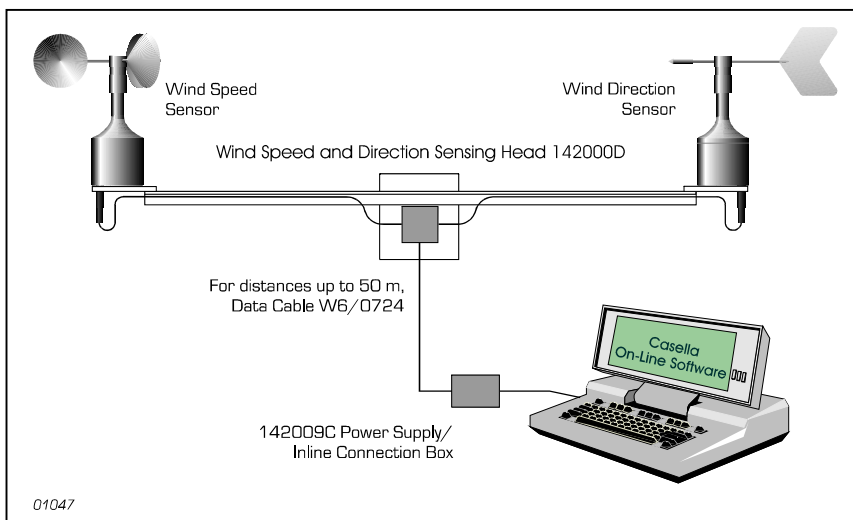 Wind Speed
Sensor
Wind Direction
Sensor
Wind Speed and Direction Sensing Head 142000D
For distances up to 50 m,
Data Cable W6/0724
Casella
On-Line Software
142009C Power Supply/
Inline Connection Box
01047